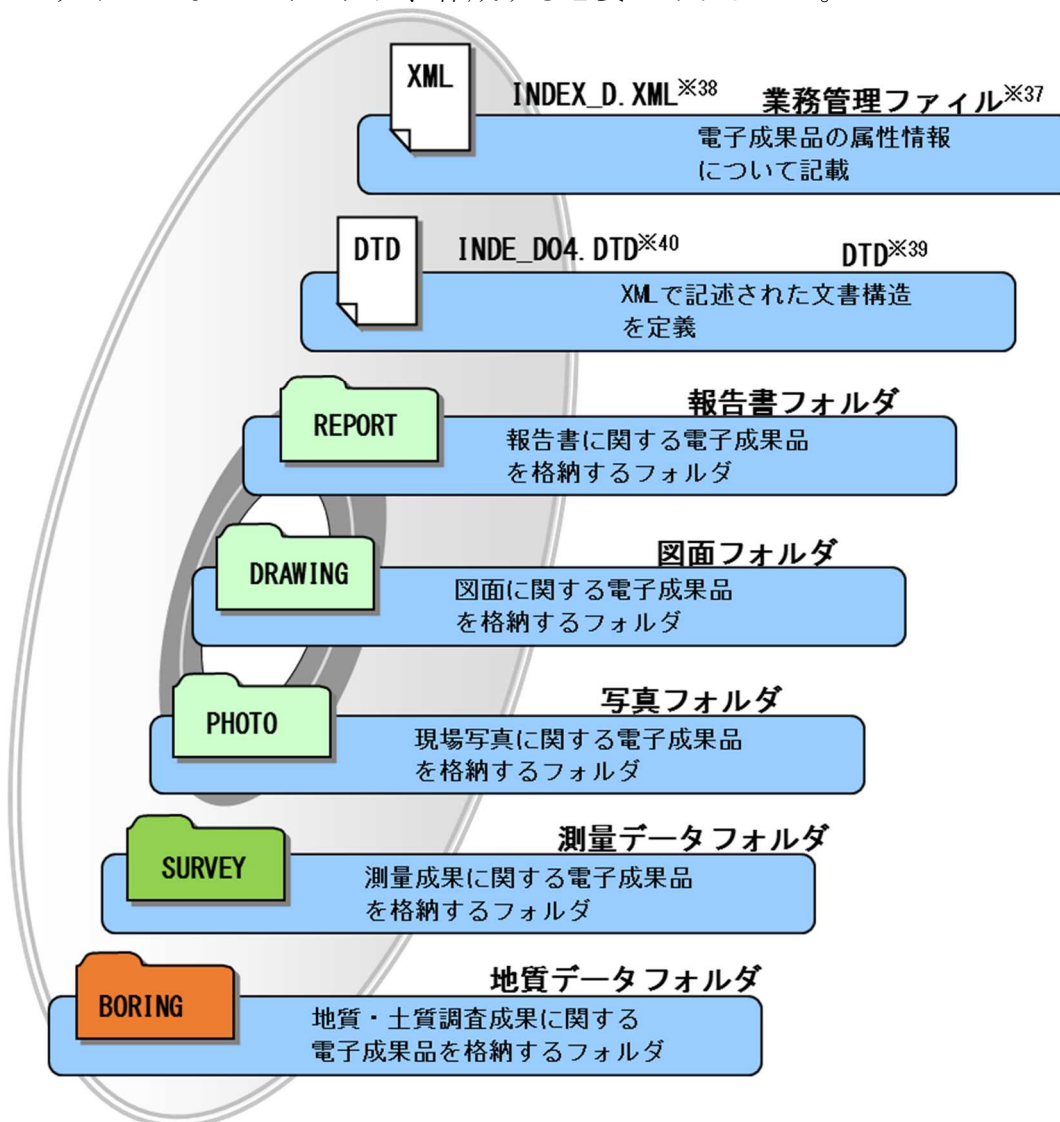 XML
INDEX_D.XML※38 業務管理ファイル※37
電子成果品の属性情報
について記載
DTD
INDE_D04.DTD※40 DTD※39
XMLで記述された文書構造
を定義
報告書フォルダ
REPORT
報告書に関する電子成果品
を格納するフォルダ
図面フォルダ
DRAWING
図面に関する電子成果品
を格納するフォルダ
写真フォルダ
PHOTO
現場写真に関する電子成果品
を格納するフォルダ
測量データフォルダ
SURVEY
測量成果に関する電子成果品
を格納するフォルダ
地質データフォルダ
BORING
地質・土質調査成果に関する
電子成果品を格納するフォルダ